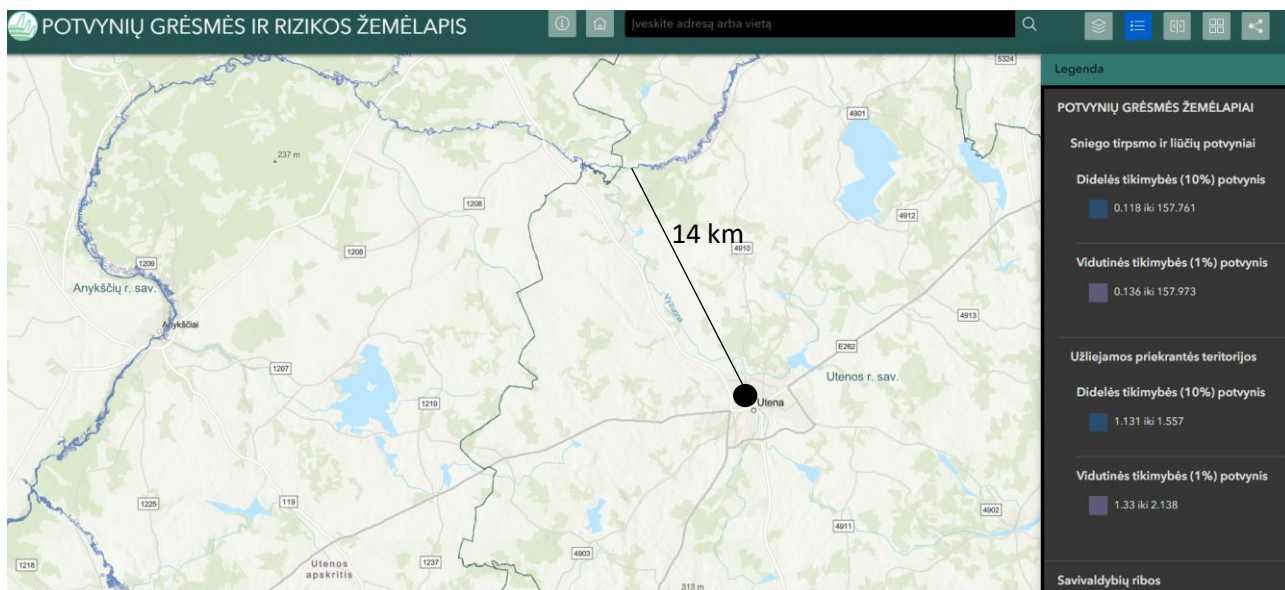 POTVYNIŲ GRĖSMĖS IR RIZIKOS ŽEMĖLAPIS
Įveskite adresą arba vietą
Legenda
POTVYNIŲ GRĖSMĖS ŽEMĖLAPIAI
Sniego tirpsmo ir liūčių potvyniai
Didelės tikimybės (10%) potvynis
0.118 iki 157.761
Vidutinės tikimybės (1%) potvynis
0.136 iki 157.973
Užliejamos priekrantės teritorijos
Didelės tikimybės (10%) potvynis
1.131 iki 1.557
Vidutinės tikimybės (1%) potvynis
1.33 iki 2.138
Savivaldybių ribos
5324
4901
237 m
1208
4912
14 km
4910
1208
1209
Anykščių r. sav.
Vyžuona
4913
Anykščiai
E262
1207
Utenos r. sav.
1219
Utena
1225
119
4902
4911
4903
1218
Utenos
apskritis
1237
313 m